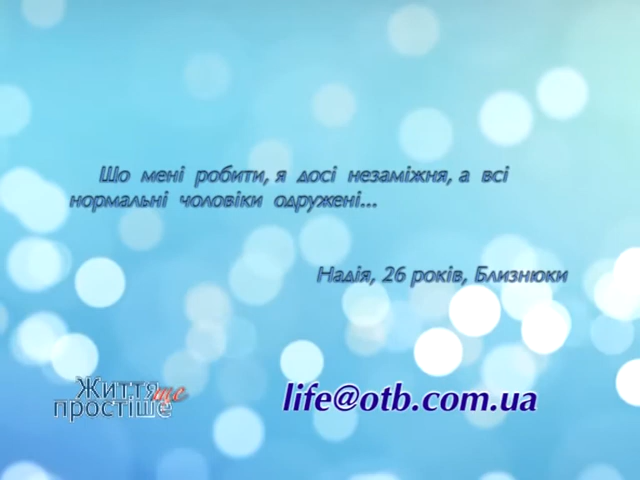 Що мені робити, я досі незаміжня, а всі
нормальні чоловіки одружені...
Надія, 26 років, Близнюки
Життя ще
простіше
life@otb.com.ua